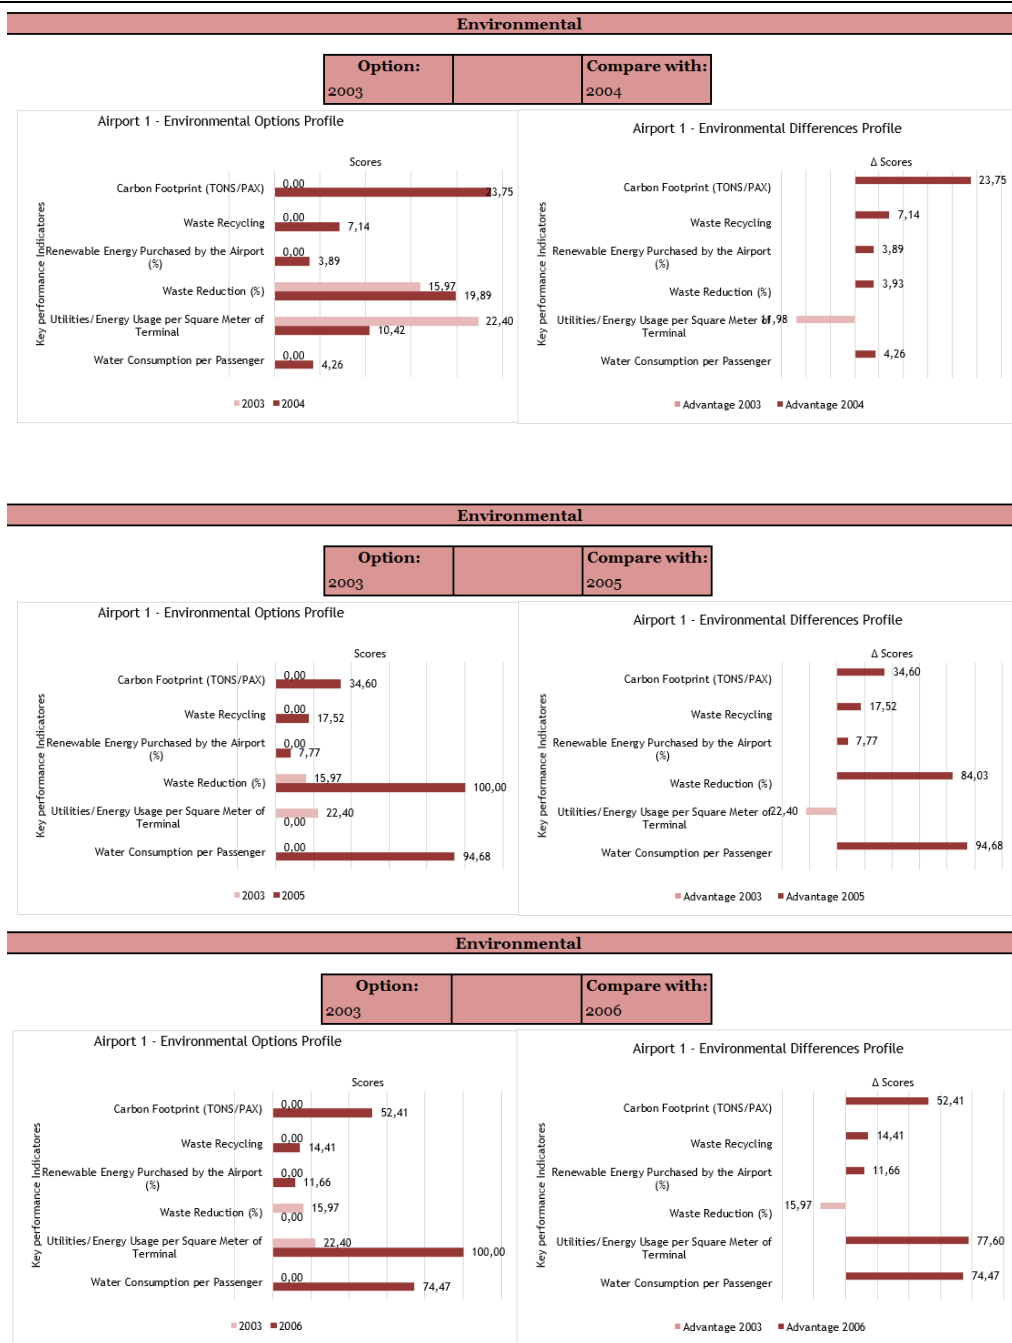 Environmental
Option:
Compare with:
2003
2004
Airport 1 - Environmental Options Profile
Scores
Key performance Indicatores
Carbon Footprint (TONS/PAX)
0,00
23,75
Waste Recycling
0,00
7,14
Renewable Energy Purchased by the Airport
(%)
0,00
3,89
Waste Reduction (%)
15,97
19,89
Utilities/Energy Usage per Square Meter of
Terminal
22,40
10,42
Water Consumption per Passenger
0,00
4,26
2003 2004
Airport 1 - Environmental Differences Profile
Δ Scores
Key performance Indicatores
Carbon Footprint (TONS/PAX)
23,75
Waste Recycling
7,14
Renewable Energy Purchased by the Airport
(%)
3,89
Waste Reduction (%)
3,93
Utilities/Energy Usage per Square Meter of
Terminal
11,98
Water Consumption per Passenger
4,26
Advantage 2003 Advantage 2004
Environmental
Option:
Compare with:
2003
2005
Airport 1 - Environmental Options Profile
Scores
Key performance Indicatores
Carbon Footprint (TONS/PAX)
0,00
34,60
Waste Recycling
0,00
17,52
Renewable Energy Purchased by the Airport
(%)
0,00
7,77
Waste Reduction (%)
15,97
100,00
Utilities/Energy Usage per Square Meter of
Terminal
22,40
0,00
Water Consumption per Passenger
0,00
94,68
2003 2005
Airport 1 - Environmental Differences Profile
Δ Scores
Key performance Indicatores
Carbon Footprint (TONS/PAX)
34,60
Waste Recycling
17,52
Renewable Energy Purchased by the Airport
(%)
7,77
Waste Reduction (%)
84,03
Utilities/Energy Usage per Square Meter of
Terminal
22,40
Water Consumption per Passenger
94,68
Advantage 2003 Advantage 2005
Environmental
Option:
Compare with:
2003
2006
Airport 1 - Environmental Options Profile
Scores
Key performance Indicatores
Carbon Footprint (TONS/PAX)
0,00
52,41
Waste Recycling
0,00
14,41
Renewable Energy Purchased by the Airport
(%)
0,00
11,66
Waste Reduction (%)
15,97
0,00
Utilities/Energy Usage per Square Meter of
Terminal
22,40
100,00
Water Consumption per Passenger
0,00
74,47
2003 2006
Airport 1 - Environmental Differences Profile
Δ Scores
Key performance Indicatores
Carbon Footprint (TONS/PAX)
52,41
Waste Recycling
14,41
Renewable Energy Purchased by the Airport
(%)
11,66
Waste Reduction (%)
15,97
Utilities/Energy Usage per Square Meter of
Terminal
77,60
Water Consumption per Passenger
74,47
Advantage 2003 Advantage 2006